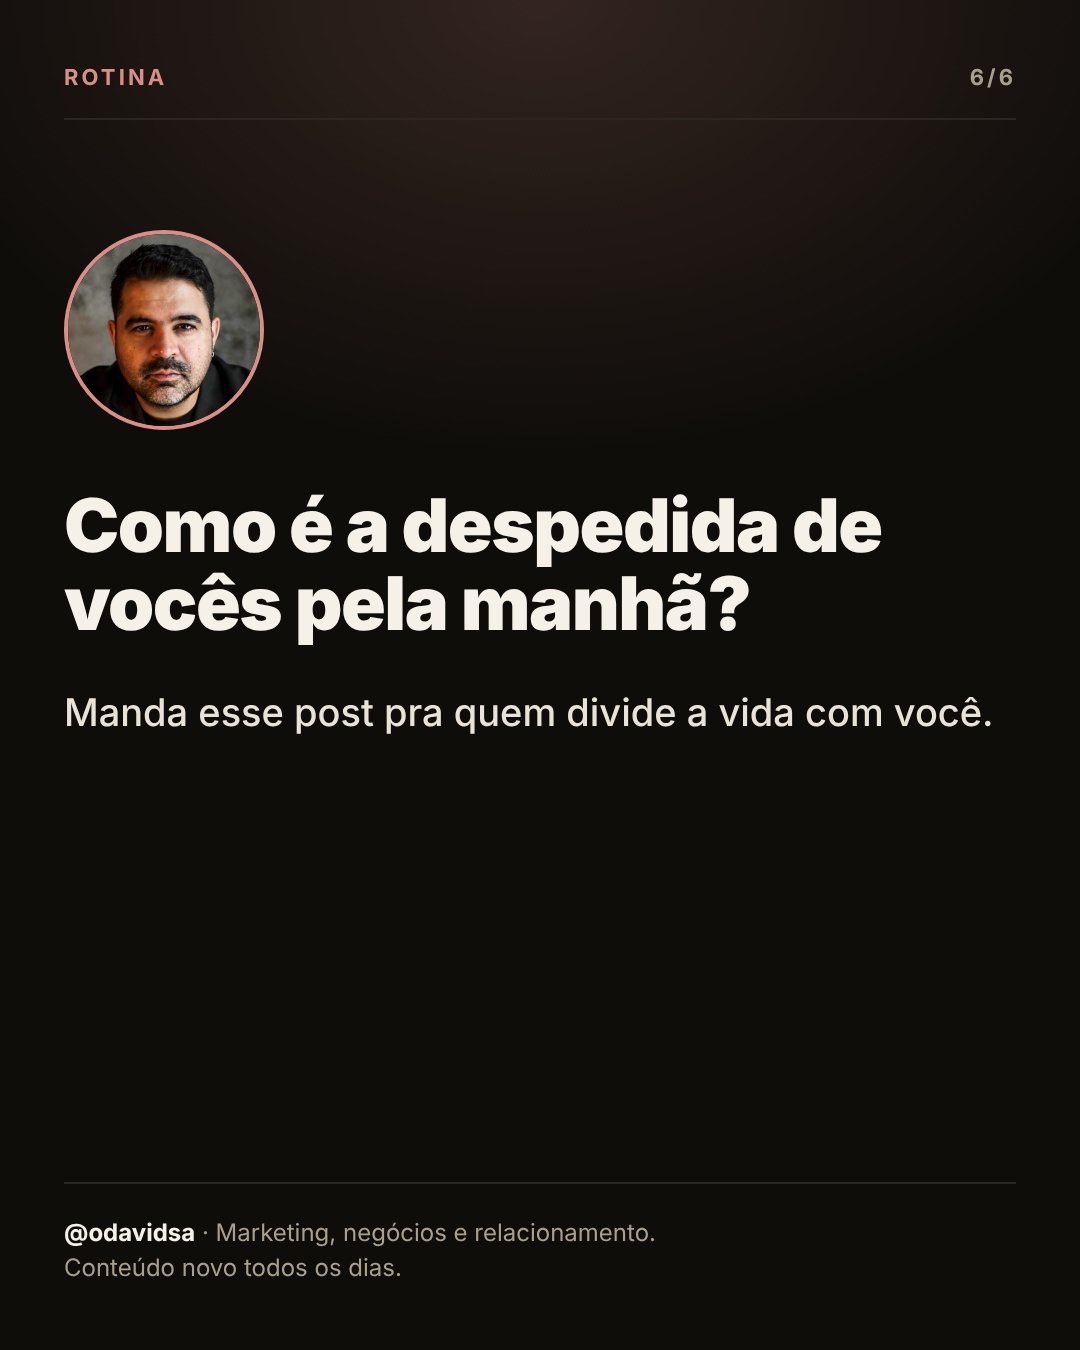 ROTINA
6/6
Como é a despedida de
vocês pela manhã?
Manda esse post pra quem divide a vida com você.
@odavidsa · Marketing, negócios e relacionamento.
Conteúdo novo todos os dias.